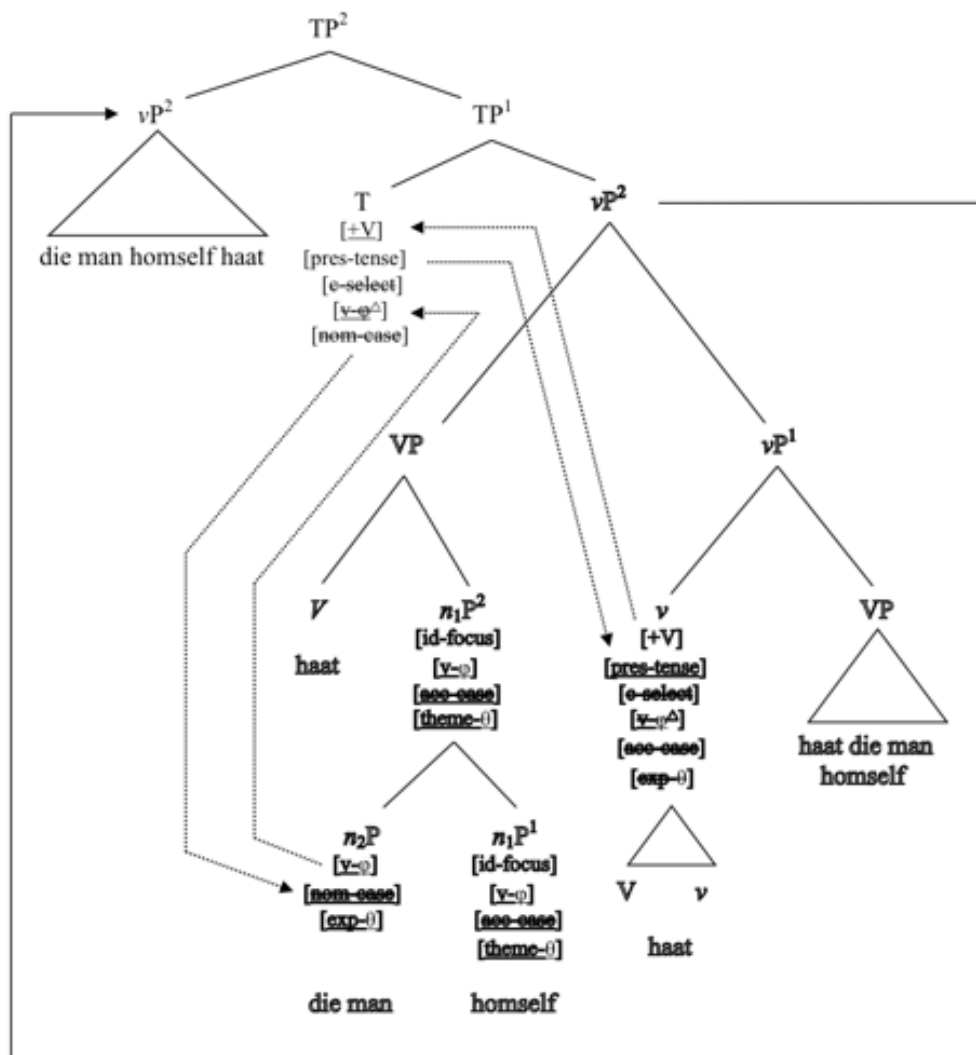 TP²
vP² TP¹
T vP²
die man homself haat
[+V]
[pres-tense]
[c-select]
[v-φ△]
[nom-case]
VP vP¹
V n₁P² v VP
haat
[id-focus] [+V]
[v-φ] [pres-tense]
[acc-case] [c-select]
[theme-θ] [v-φ△]
[acc-case]
[exp-θ]
haat die man
homself
n₂P n₁P¹
[v-φ] [id-focus]
[nom-case] [v-φ]
[exp-θ] [acc-case]
[theme-θ]
V v
haat
die man homself